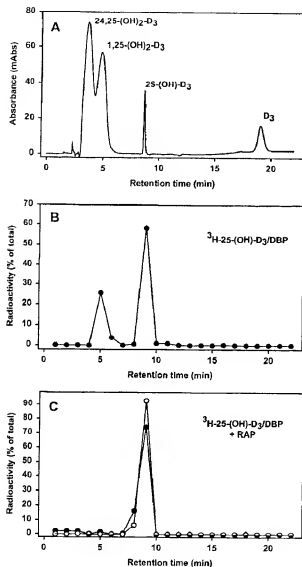 A
24,25-(OH)₂-D₃
1,25-(OH)₂-D₃
2S-(OH)-D₃
D₃
Absorbance (mAbs)
80
60
40
20
0
0 5 10 15 20
Retention time (min)
B
³H-25-(OH)-D₃/DBP
Radioactivity (% of total)
70
60
50
40
30
20
10
0
0 5 10 15 20
Retention time (min)
C
³H-25-(OH)-D₃/DBP
+ RAP
Radioactivity (% of total)
90
80
70
60
50
40
30
20
10
0
0 5 10 15 20
Retention time (min)